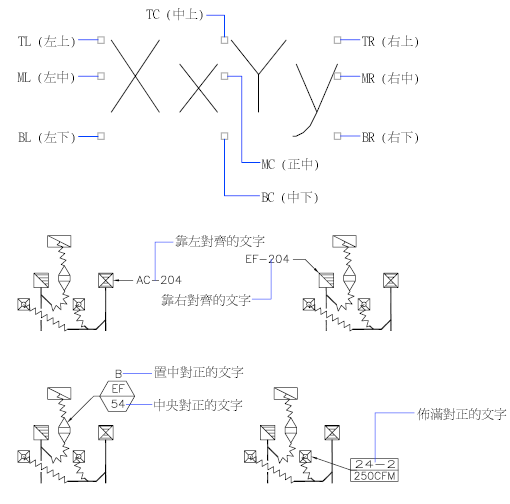 TC (中上)
TL (左上)
TR (右上)
XxYy
ML (左中)
MR (右中)
BL (左下)
BR (右下)
MC (正中)
BC (中下)
靠左對齊的文字
EF-204
AC-204
靠右對齊的文字
B
置中對正的文字
EF
54
中央對正的文字
佈滿對正的文字
24-2
250CFM